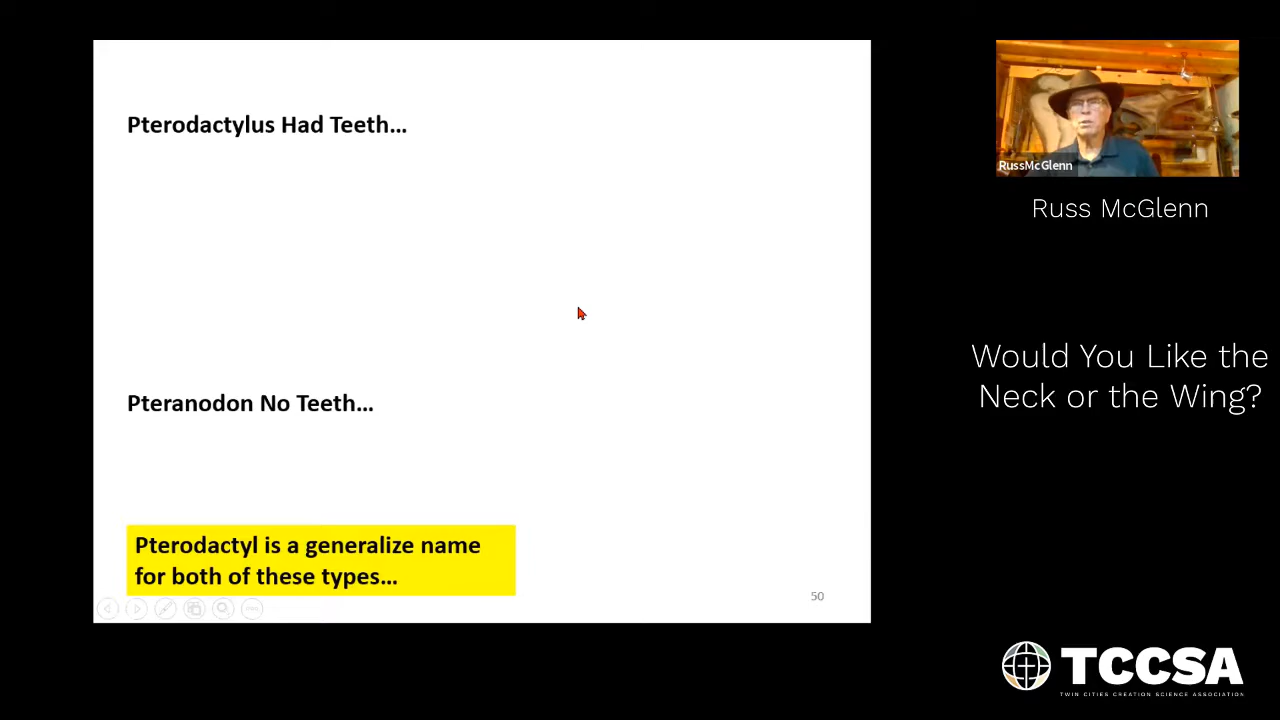 Pterodactylus Had Teeth...
Pteranodon No Teeth...
Pterodactyl is a generalize name
for both of these types...
50
RussMcGlenn
Russ McGlenn
Would You Like the
Neck or the Wing?
TCCSA
TWIN CITIES CREATION SCIENCE ASSOCIATION